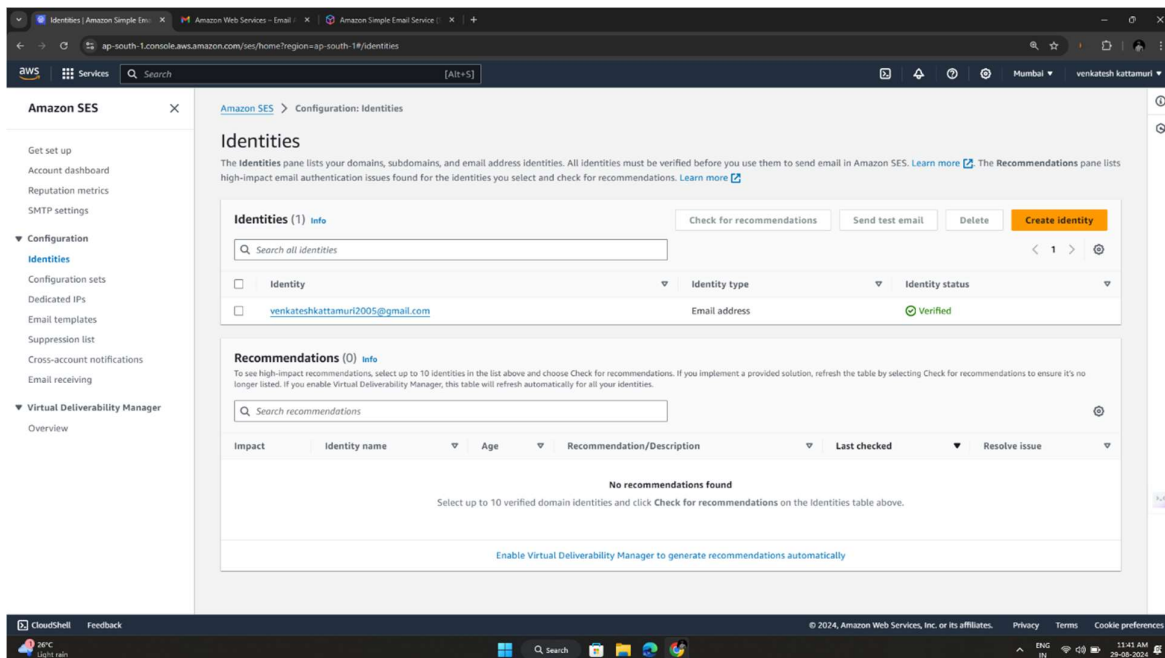 Identities | Amazon Simple Ema
Amazon Web Services – Email A
Amazon Simple Email Service (
ap-south-1.console.aws.amazon.com/ses/home?region=ap-south-1#/identities
aws Services Search [Alt+S] Mumbai venkatesh kattamuri
Amazon SES
Get set up
Account dashboard
Reputation metrics
SMTP settings
Configuration
Identities
Configuration sets
Dedicated IPs
Email templates
Suppression list
Cross-account notifications
Email receiving
Virtual Deliverability Manager
Overview
Amazon SES > Configuration: Identities
Identities
The Identities pane lists your domains, subdomains, and email address identities. All identities must be verified before you use them to send email in Amazon SES. Learn more. The Recommendations pane lists
high-impact email authentication issues found for the identities you select and check for recommendations. Learn more
Identities (1) Info Check for recommendations Send test email Delete Create identity
Search all identities < 1 >
Identity Identity type Identity status
venkateshkattamuri2005@gmail.com Email address Verified
Recommendations (0) Info
To see high-impact recommendations, select up to 10 identities in the list above and choose Check for recommendations. If you implement a provided solution, refresh the table by selecting Check for recommendations to ensure it's no
longer listed. If you enable Virtual Deliverability Manager, this table will refresh automatically for all your identities.
Search recommendations
Impact Identity name Age Recommendation/Description Last checked Resolve issue
No recommendations found
Select up to 10 verified domain identities and click Check for recommendations on the Identities table above.
Enable Virtual Deliverability Manager to generate recommendations automatically
CloudShell Feedback © 2024, Amazon Web Services, Inc. or its affiliates. Privacy Terms Cookie preferences
26°C
Light rain
Search
ENG
IN
11:41 AM
29-08-2024